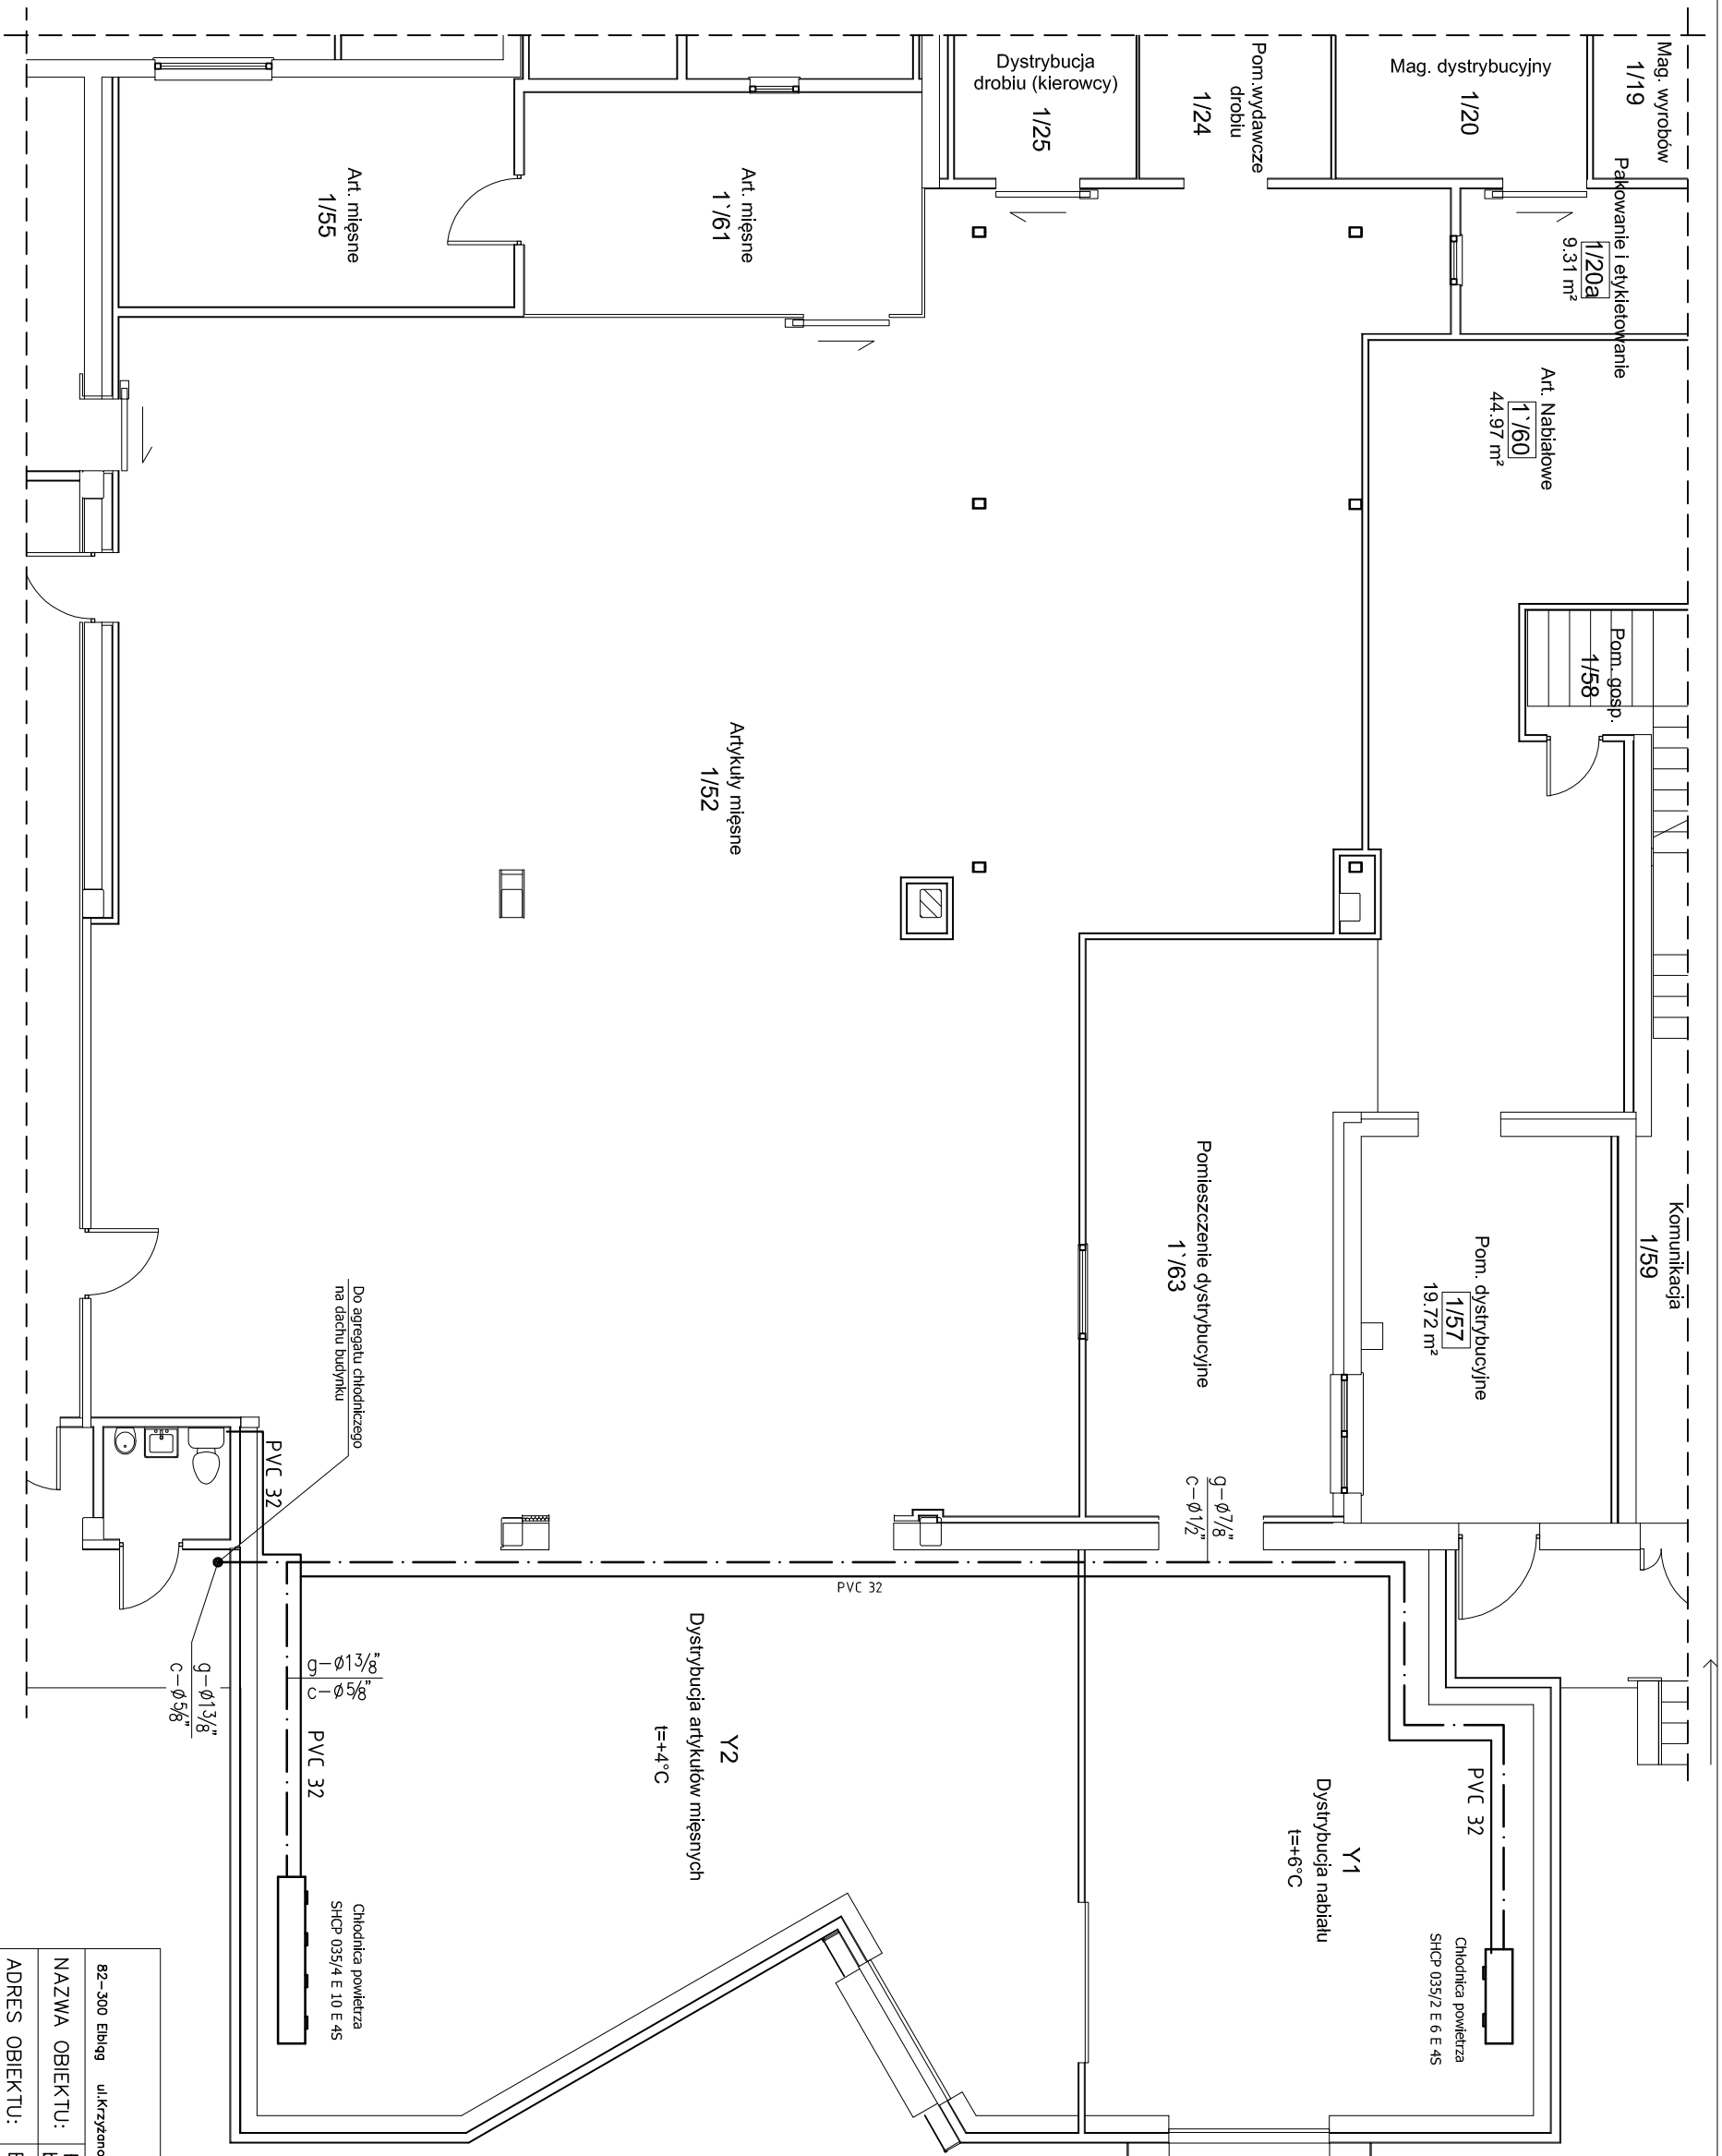 Mag. wyrobów
1/19
Mag. dystrybucyjny
1/20
Pom.wydawcze
drobiu
1/24
Dystrybucja
drobiu (kierowcy)
1/25
Pakowanie i etykietowanie
1/20a
9.31 m²
Art. mięsne
1`/61
Art. mięsne
1/55
Art. Nabiałowe
1`/60
44.97 m²
Pom. gosp.
1/58
Artykuły mięsne
1/52
Komunikacja
1/59
Pom. dystrybucyjne
1/57
19.72 m²
Pomieszczenie dystrybucyjne
1`/63
Do agregatu chłodniczego
na dachu budynku
PVC 32
g-ø7/8"
c-ø1/2"
PVC 32
g-ø13/8"
c-ø5/8"
g-ø13/8"
c-ø5/8"
PVC 32
Y2
Dystrybucja artykułów mięsnych
t=+4°C
PVC 32
Y1
Dystrybucja nabiału
t=+6°C
Chłodnica powietrza
SHCP 035/2 E 6 E 4S
Chłodnica powietrza
SHCP 035/4 E 10 E 4S
82-300 Elbląg ul.Krzyżano
NAZWA OBIEKTU:
ADRES OBIEKTU: